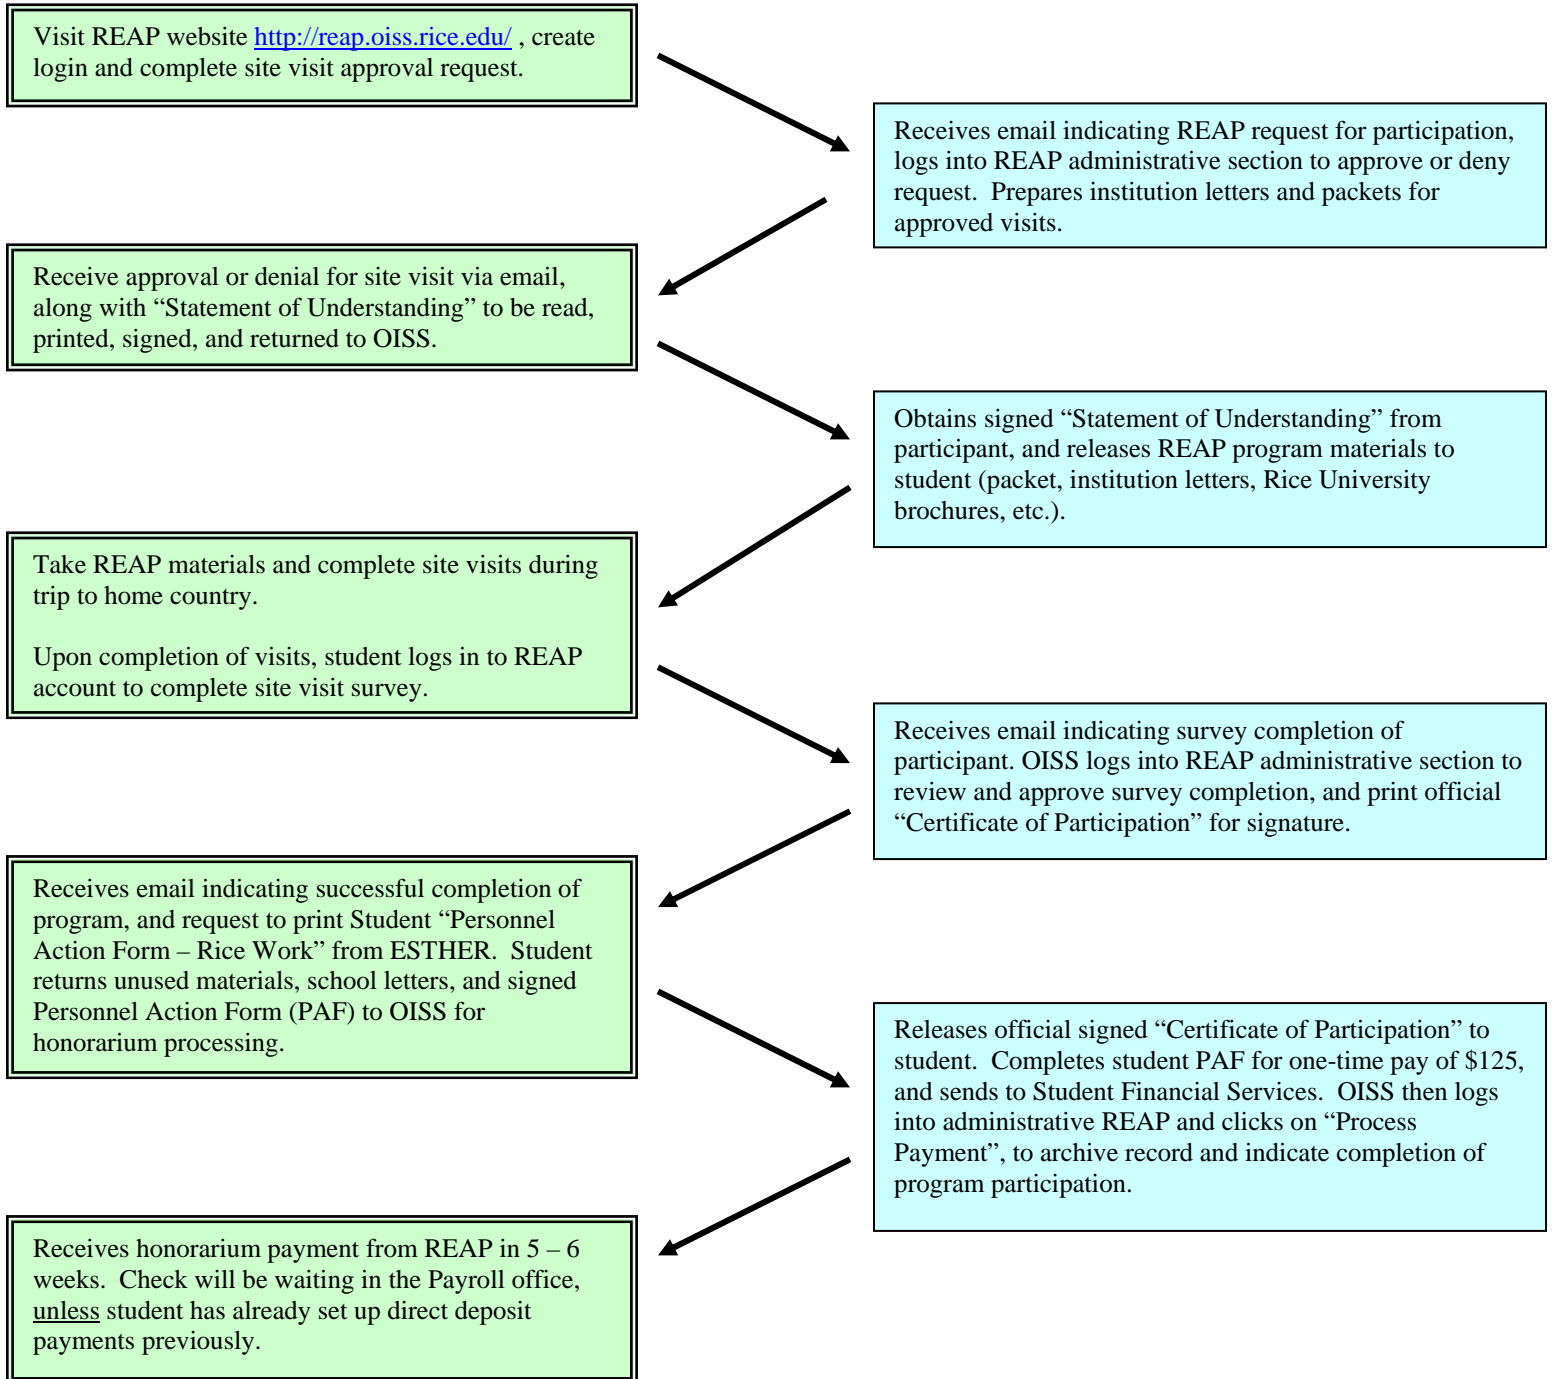 Visit REAP website http://reap.oiss.rice.edu/ , create
login and complete site visit approval request.
Receives email indicating REAP request for participation,
logs into REAP administrative section to approve or deny
request.  Prepares institution letters and packets for
approved visits.
Receive approval or denial for site visit via email,
along with “Statement of Understanding” to be read,
printed, signed, and returned to OISS.
Obtains signed “Statement of Understanding” from
participant, and releases REAP program materials to
student (packet, institution letters, Rice University
brochures, etc.).
Take REAP materials and complete site visits during
trip to home country.
Upon completion of visits, student logs in to REAP
account to complete site visit survey.
Receives email indicating survey completion of
participant. OISS logs into REAP administrative section to
review and approve survey completion, and print official
“Certificate of Participation” for signature.
Receives email indicating successful completion of
program, and request to print Student “Personnel
Action Form – Rice Work” from ESTHER.  Student
returns unused materials, school letters, and signed
Personnel Action Form (PAF) to OISS for
honorarium processing.
Releases official signed “Certificate of Participation” to
student.  Completes student PAF for one-time pay of $125,
and sends to Student Financial Services.  OISS then logs
into administrative REAP and clicks on “Process
Payment”, to archive record and indicate completion of
program participation.
Receives honorarium payment from REAP in 5 – 6
weeks.  Check will be waiting in the Payroll office,
unless student has already set up direct deposit
payments previously.